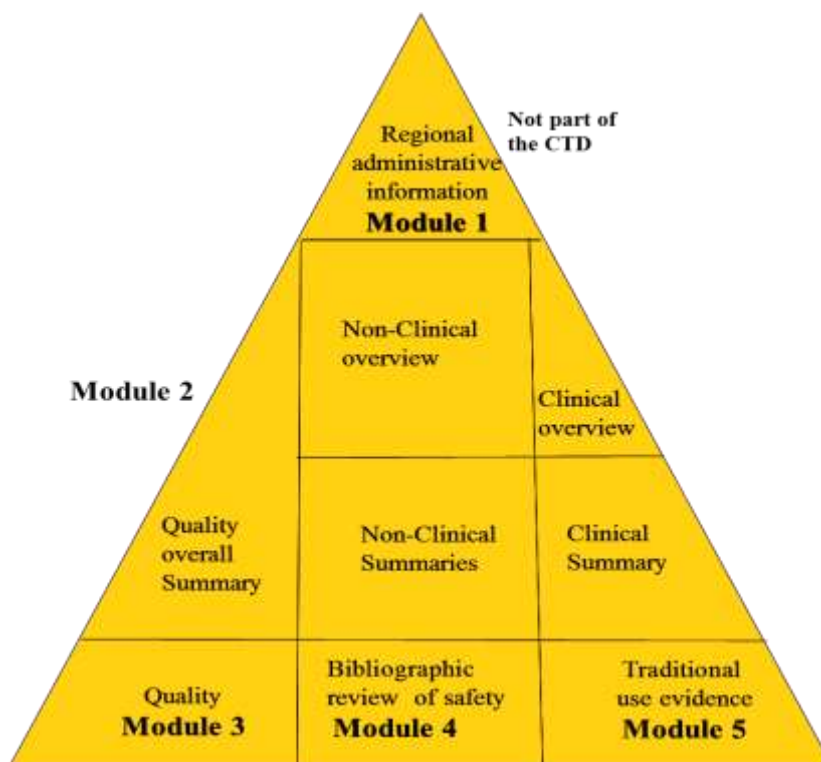 Not part of
the CTD
Regional
administrative
information
Module 1
Non-Clinical
overview
Module 2
Clinical
overview
Quality
overall
Summary
Non-Clinical
Summaries
Clinical
Summary
Quality
Module 3
Bibliographic
review of safety
Module 4
Traditional
use evidence
Module 5